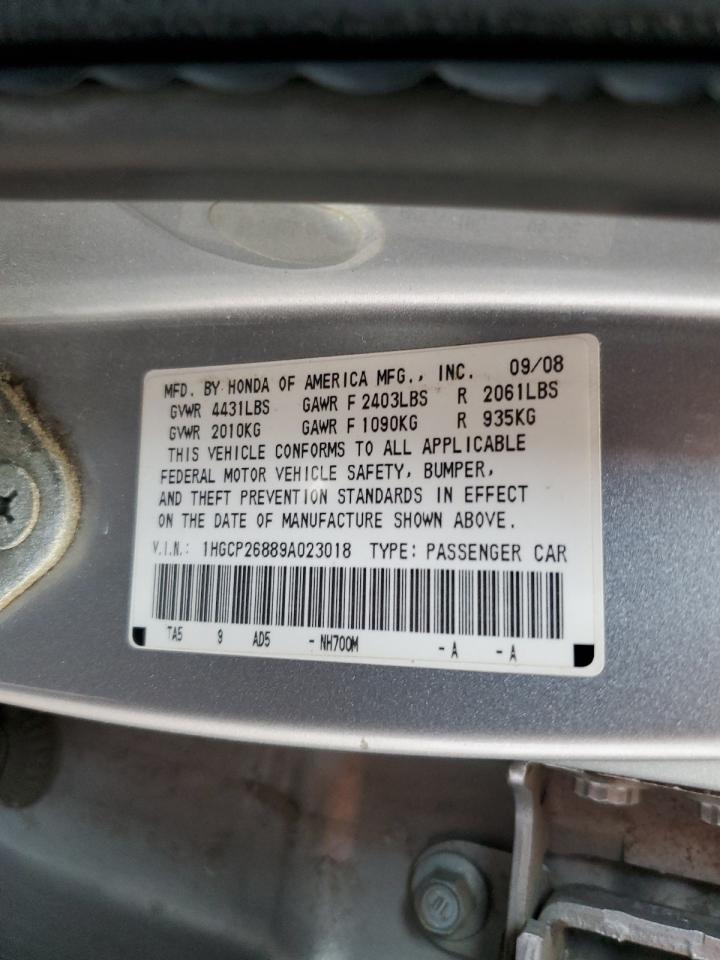 MFD. BY HONDA OF AMERICA MFG., INC. 09/08
GVWR 4431LBS GAWR F 2403LBS R 2061LBS
GVWR 2010KG GAWR F 1090KG R 935KG
THIS VEHICLE CONFORMS TO ALL APPLICABLE
FEDERAL MOTOR VEHICLE SAFETY, BUMPER,
AND THEFT PREVENTION STANDARDS IN EFFECT
ON THE DATE OF MANUFACTURE SHOWN ABOVE.
V.I.N.: 1HGCP26889A023018 TYPE: PASSENGER CAR
TA5 9 AD5 - NH700M - A - A